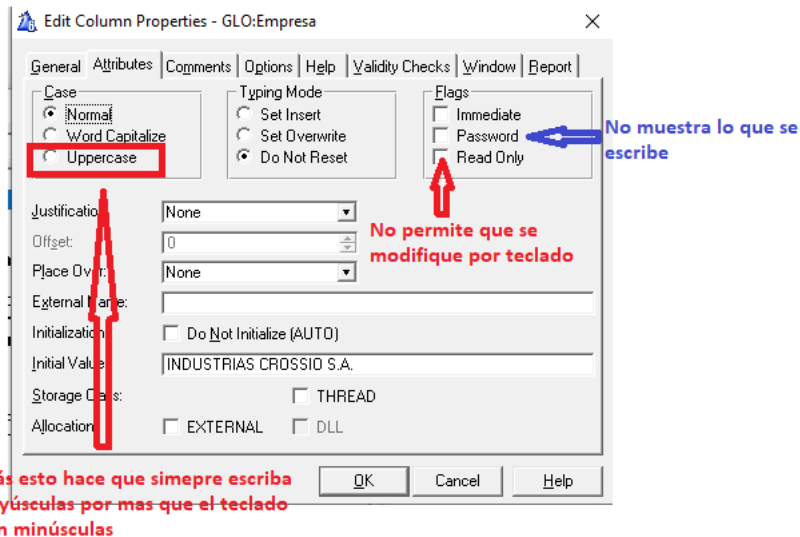 Edit Column Properties - GLO:Empresa
General Attributes Comments Options Help Validity Checks Window Report
Case Typing Mode Flags
Normal Set Insert Immediate
Word Capitalize Set Overwrite Password
Uppercase Do Not Reset Read Only
No muestra lo que se
escribe
Justification: None
No permite que se
modifique por teclado
Offset: 0
Place Over: None
External Name:
Initialization: Do Not Initialize (AUTO)
Initial Value: INDUSTRIAS CROSSIO S.A.
Storage Class: THREAD
Allocation: EXTERNAL DLL
OK Cancel Help
esto hace que simepre escriba
por mas que el teclado
minúsculas